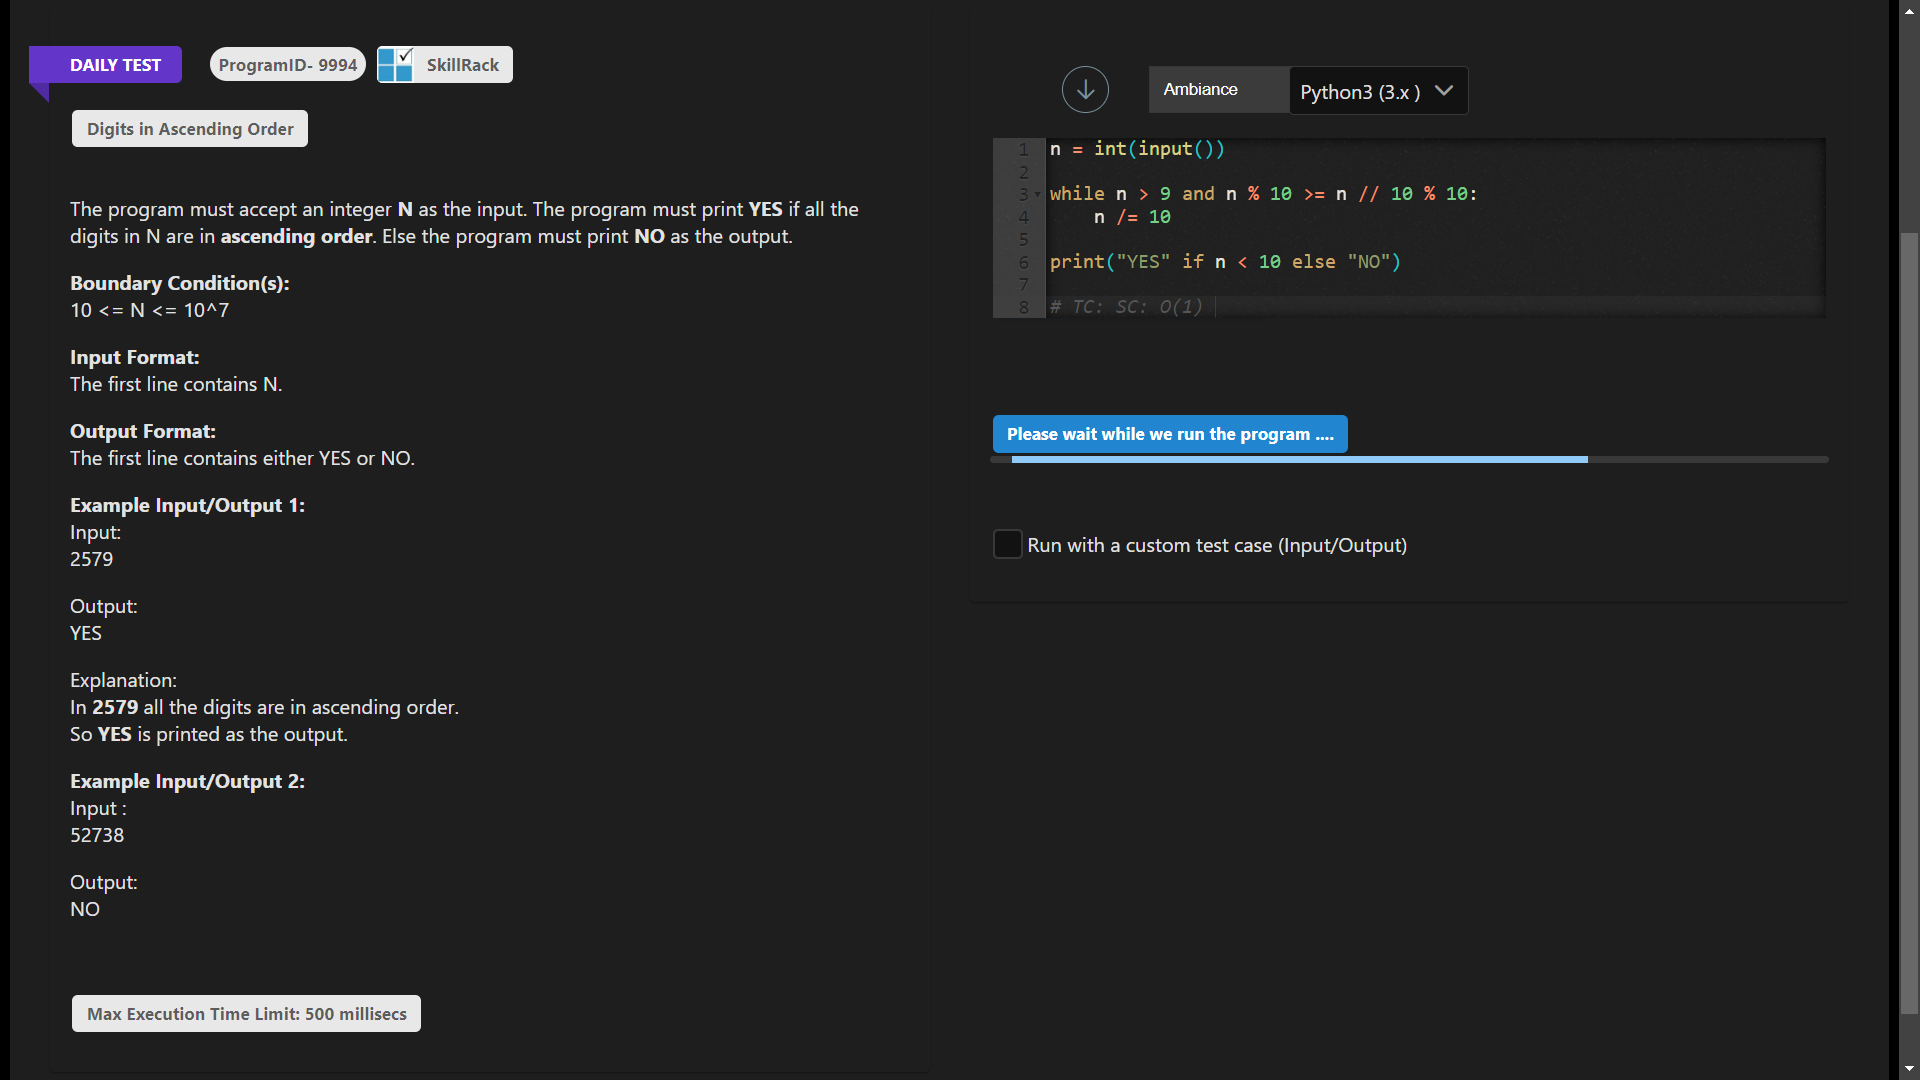 DAILY TEST
ProgramID- 9994
SkillRack
Digits in Ascending Order
The program must accept an integer N as the input. The program must print YES if all the
digits in N are in ascending order. Else the program must print NO as the output.
Boundary Condition(s):
10 <= N <= 10^7
Input Format:
The first line contains N.
Output Format:
The first line contains either YES or NO.
Example Input/Output 1:
Input:
2579
Output:
YES
Explanation:
In 2579 all the digits are in ascending order.
So YES is printed as the output.
Example Input/Output 2:
Input :
52738
Output:
NO
Max Execution Time Limit: 500 millisecs
Ambiance
Python3 (3.x )
1 n = int(input())
2
3 while n > 9 and n % 10 >= n // 10 % 10:
4     n /= 10
5
6 print("YES" if n < 10 else "NO")
7
8 # TC: SC: O(1)
Please wait while we run the program ....
Run with a custom test case (Input/Output)